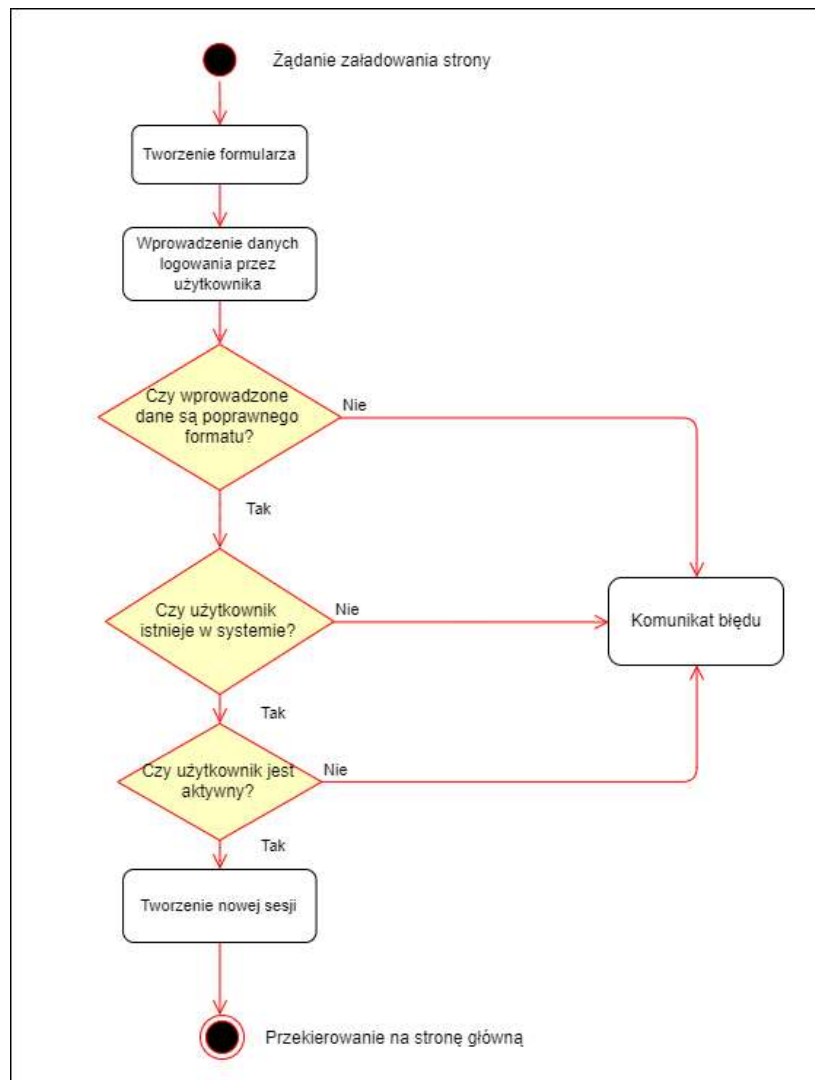 Żądanie załadowania strony
Tworzenie formularza
Wprowadzenie danych
logowania przez
użytkownika
Czy wprowadzone
dane są poprawnego
formatu?
Nie
Tak
Czy użytkownik
istnieje w systemie?
Nie
Komunikat błędu
Tak
Czy użytkownik jest
aktywny?
Nie
Tak
Tworzenie nowej sesji
Przekierowanie na stronę główną